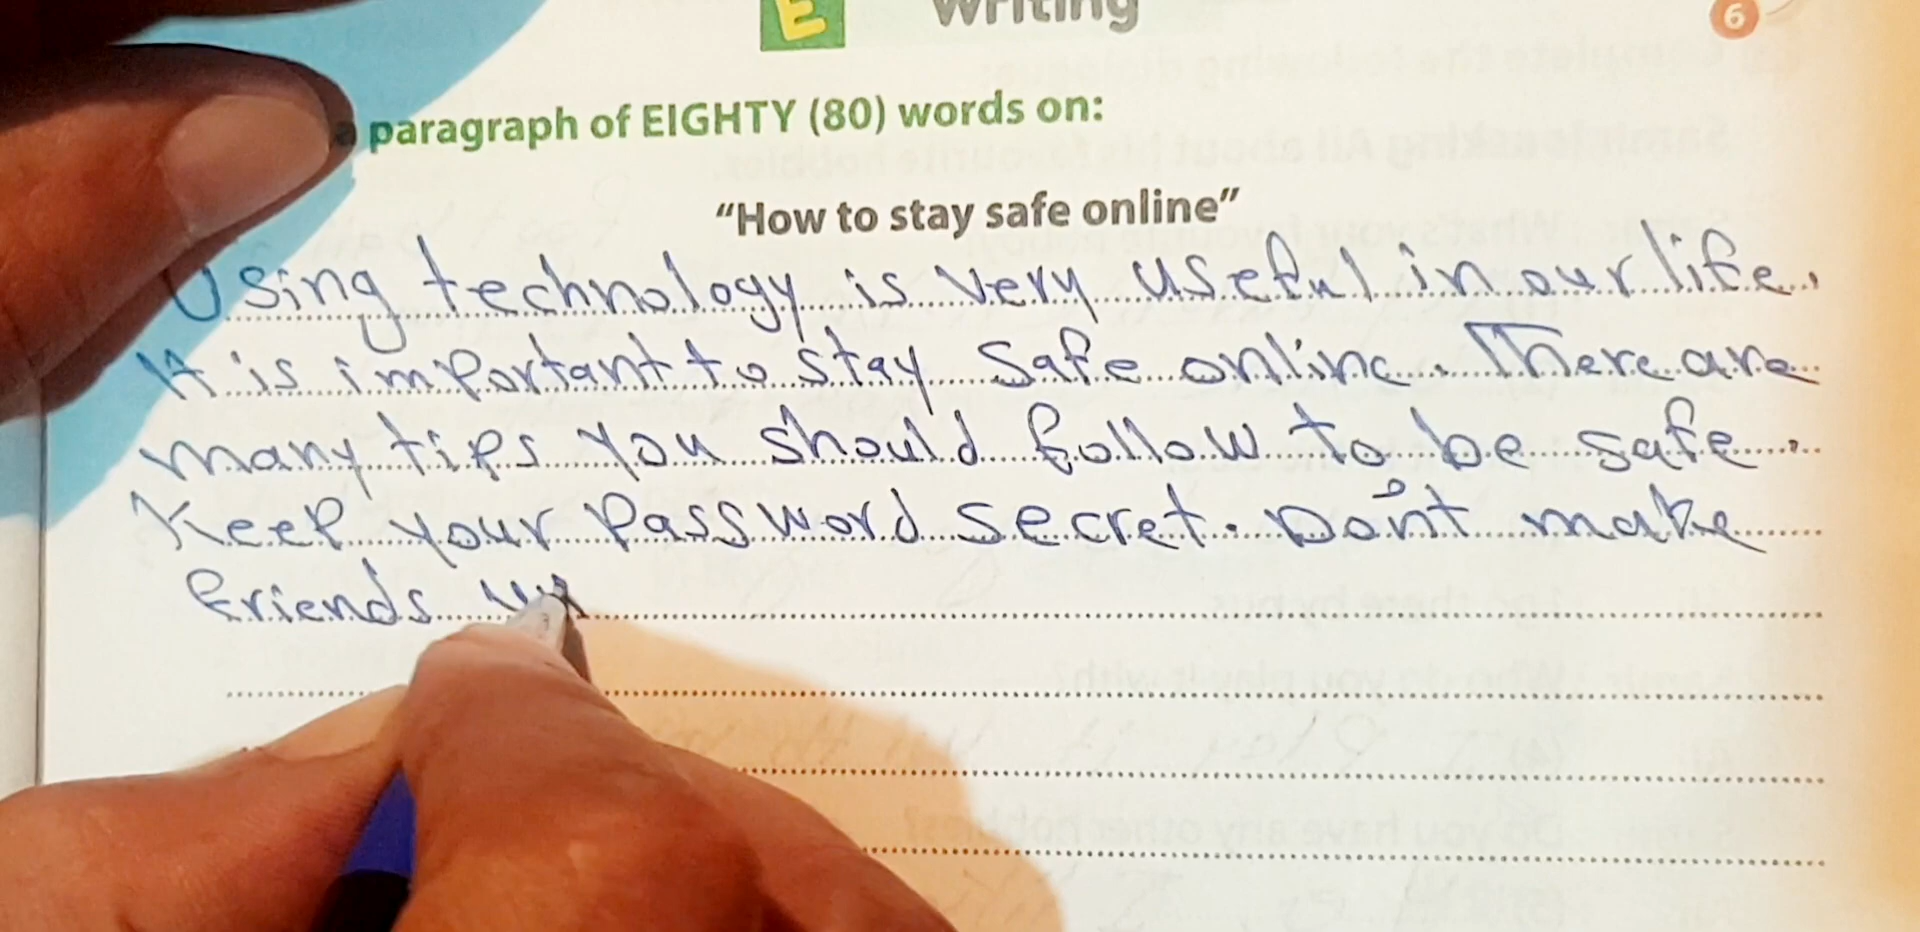 E Writing 6
paragraph of EIGHTY (80) words on:
"How to stay safe online"
Using technology is very useful in our life.
It is important to stay safe online. There are
many tips you should follow to be safe.
Keep your password secret. Don't make
friends